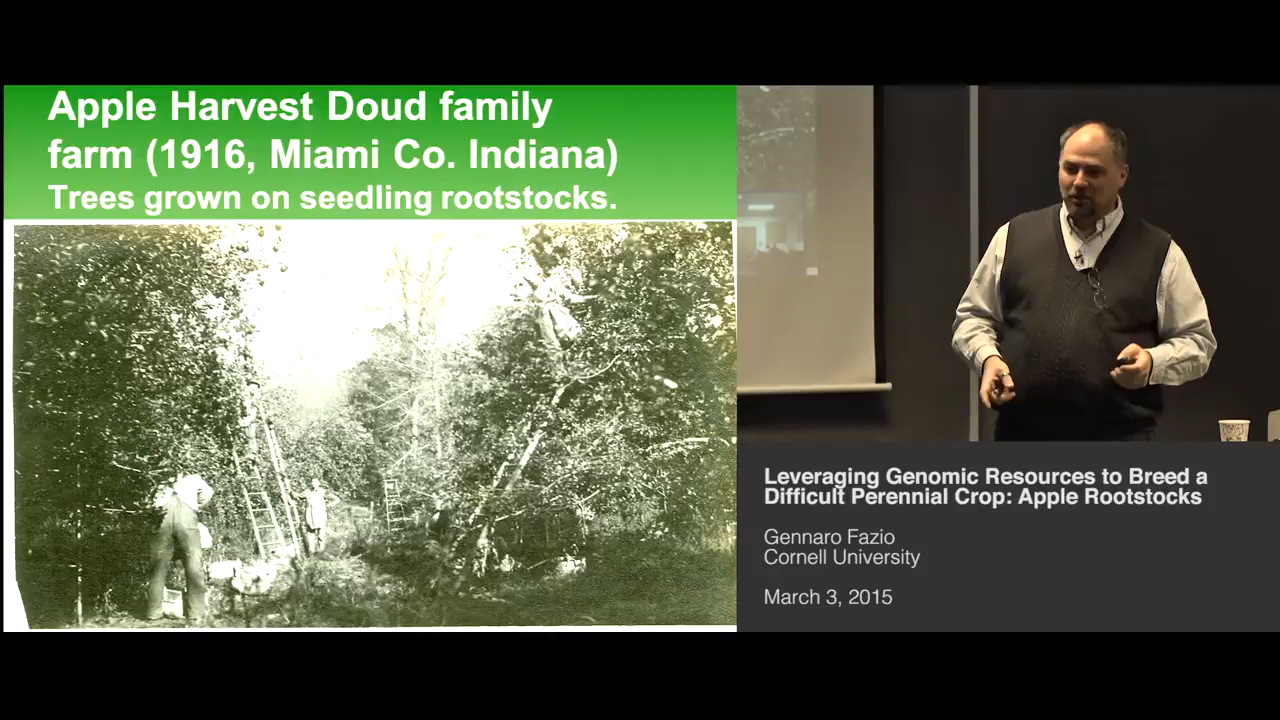 Apple Harvest Doud family
farm (1916, Miami Co. Indiana)
Trees grown on seedling rootstocks.
Leveraging Genomic Resources to Breed a
Difficult Perennial Crop: Apple Rootstocks
Gennaro Fazio
Cornell University
March 3, 2015